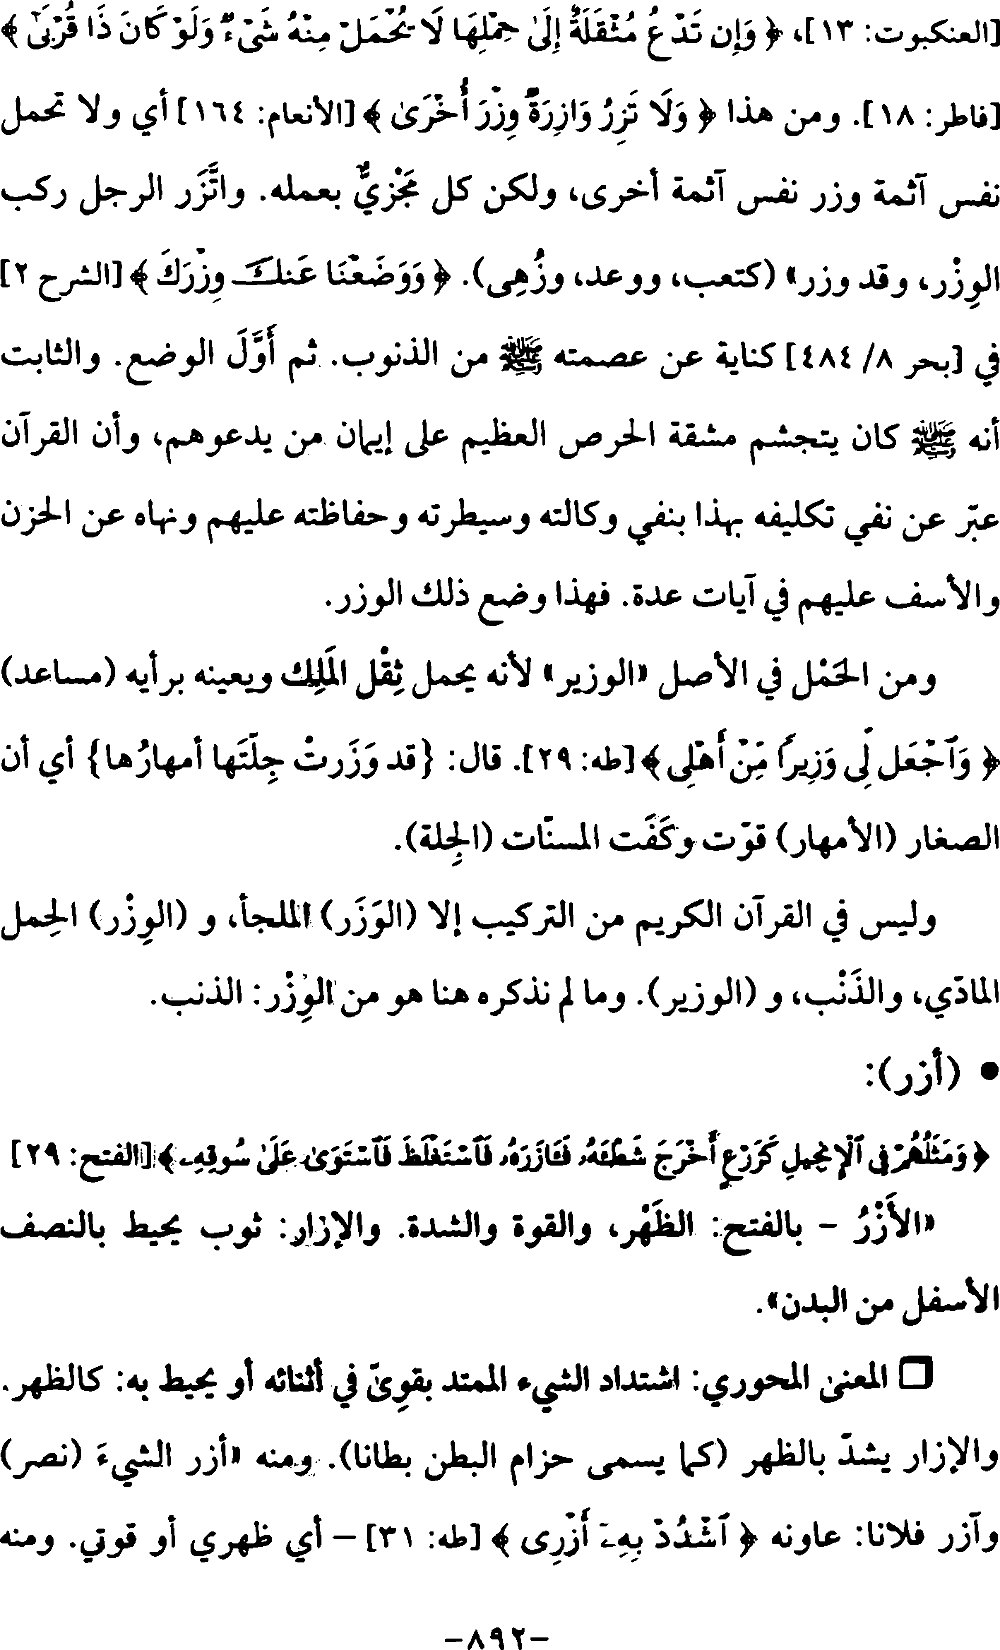 [العنكبوت: ١٣]، ﴿ وَإِن تَدْعُ مُثْقَلَةٌ إِلَىٰ حِمْلِهَا لَا يُحْمَلْ مِنْهُ شَىْءٌ وَلَوْ كَانَ ذَا قُرْبَىٰٓ ﴾
[فاطر: ١٨]. ومن هذا ﴿ وَلَا تَزِرُ وَازِرَةٌ وِزْرَ أُخْرَىٰ ﴾ [الأنعام: ١٦٤] أي ولا تحمل
نفس آثمة وزر نفس آثمة أخرى، ولكن كل مَجْزِيٌّ بعمله. واتَّزَر الرجل ركب
الوِزْر، وقد وزر» (كتعب، ووعد، وزُهِى). ﴿ وَوَضَعْنَا عَنكَ وِزْرَكَ ﴾ [الشرح ٢]
في [بحر ٨/ ٤٨٤] كناية عن عصمته ﷺ من الذنوب. ثم أَوَّلَ الوضع. والثابت
أنه ﷺ كان يتجشم مشقة الحرص العظيم على إيمان من يدعوهم، وأن القرآن
عبّر عن نفي تكليفه بهذا بنفي وكالته وسيطرته وحفاظته عليهم ونهاه عن الحزن
والأسف عليهم في آيات عدة. فهذا وضع ذلك الوزر.
ومن الحَمْل في الأصل «الوزير» لأنه يحمل ثِقْل المَلِك ويعينه برأيه (مساعد)
﴿ وَٱجْعَل لِّى وَزِيرًا مِّنْ أَهْلِى ﴾ [طه: ٢٩]. قال: {قد وَزَرتْ جِلّتَها أمهارُها} أي أن
الصغار (الأمهار) قوّت وكَفَت المسنّات (الجِلة).
وليس في القرآن الكريم من التركيب إلا (الوَزَر) الملجأ، و (الوِزْر) الحِمل
المادّي، والذَنْب، و (الوزير). وما لم نذكره هنا هو من الوِزْر: الذنب.
● (أزر):
﴿ وَمَثَلُهُمْ فِى ٱلْإِنجِيلِ كَزَرْعٍ أَخْرَجَ شَطْـَٔهُۥ فَـَٔازَرَهُۥ فَٱسْتَغْلَظَ فَٱسْتَوَىٰ عَلَىٰ سُوقِهِۦ ﴾ [الفتح: ٢٩]
«الأَزْرُ - بالفتح: الظَهْر، والقوة والشدة. والإزار: ثوب يحيط بالنصف
الأسفل من البدن».
❒ المعنى المحوري: اشتداد الشيء الممتد بقوِىّ في أثنائه أو يحيط به: كالظهر.
والإزار يشدّ بالظهر (كما يسمى حزام البطن بطانا). ومنه «أزر الشيءَ (نصر)
وآزر فلانا: عاونه ﴿ ٱشْدُدْ بِهِۦٓ أَزْرِى ﴾ [طه: ٣١] – أي ظهري أو قوتي. ومنه
-٨٩٢-